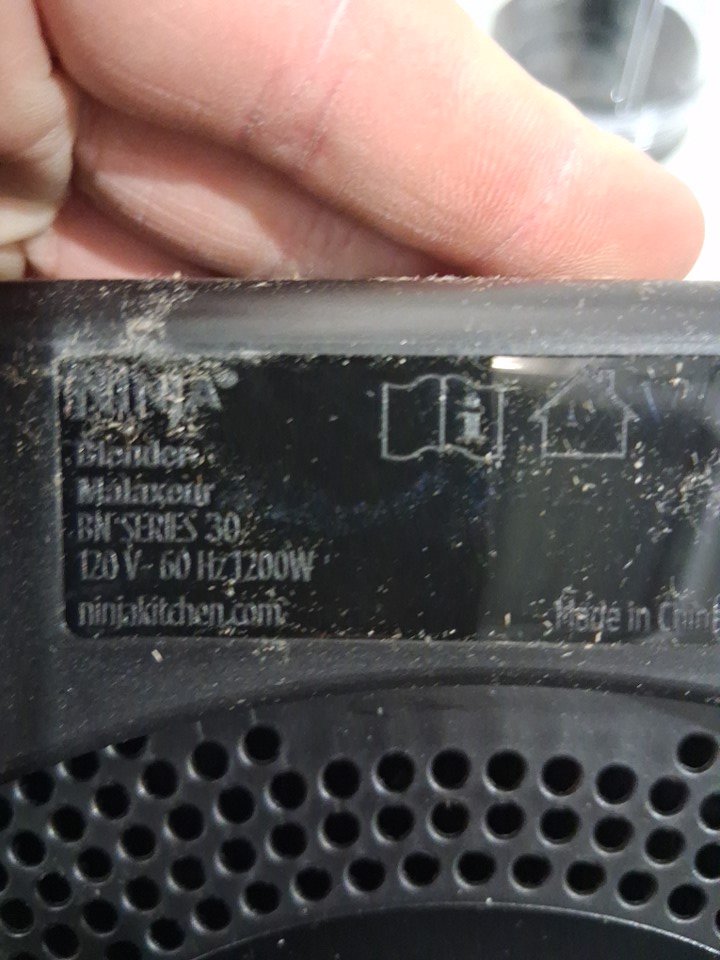 NINJA
Blender
Malaxeur
BN SERIES 30
120 V~ 60 Hz 1200W
ninjakitchen.com
Made in China